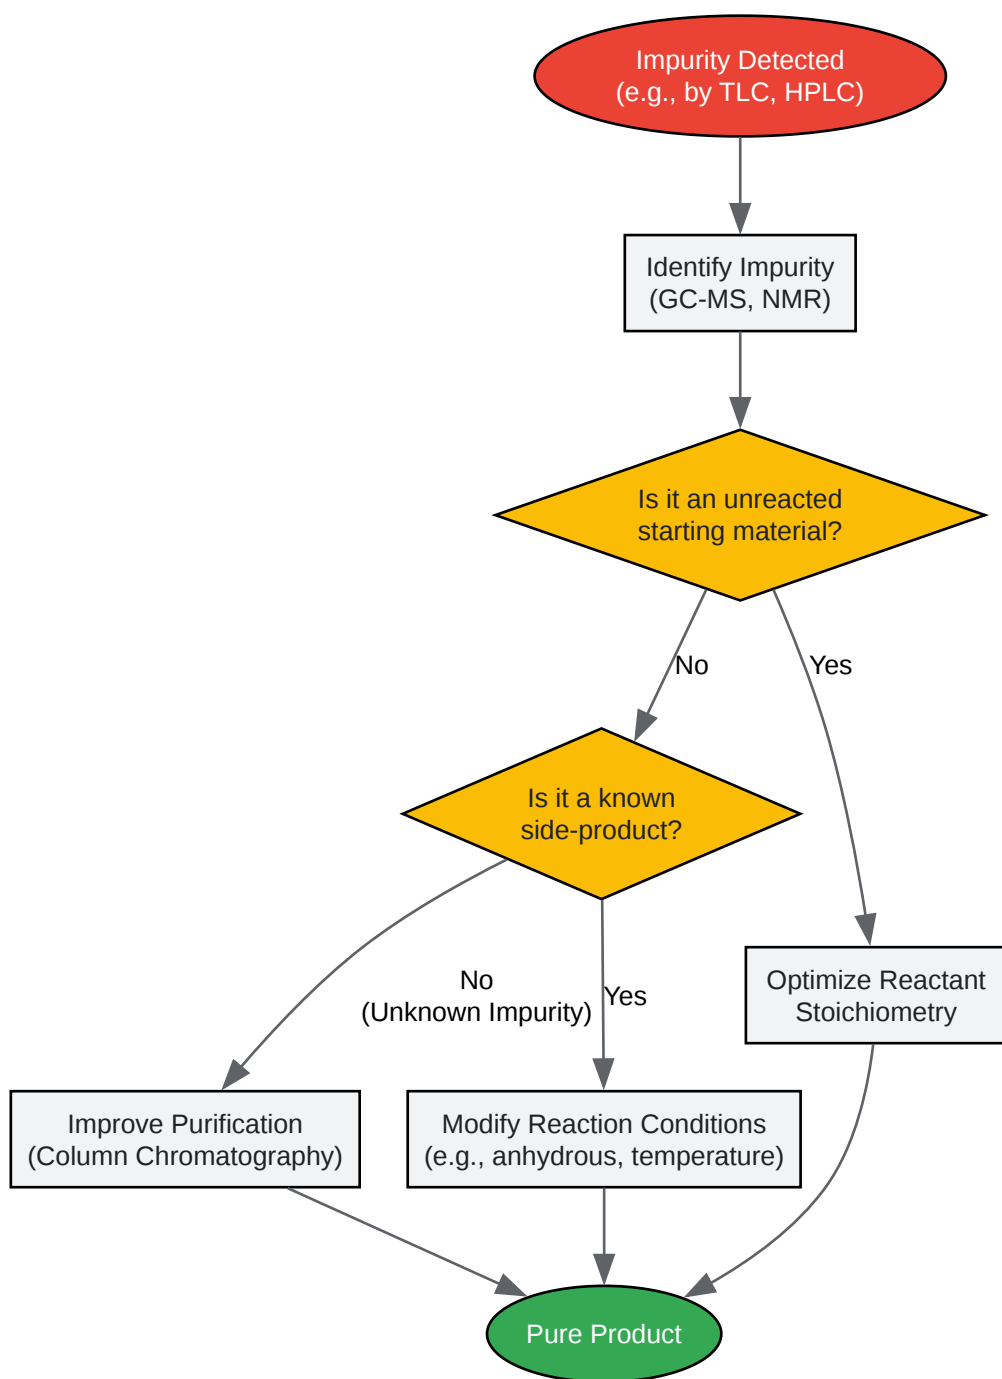 Impurity Detected
(e.g., by TLC, HPLC)
Identify Impurity
(GC-MS, NMR)
Is it an unreacted
starting material?
No
Yes
Is it a known
side-product?
No
(Unknown Impurity)
Yes
Optimize Reactant
Stoichiometry
Improve Purification
(Column Chromatography)
Modify Reaction Conditions
(e.g., anhydrous, temperature)
Pure Product